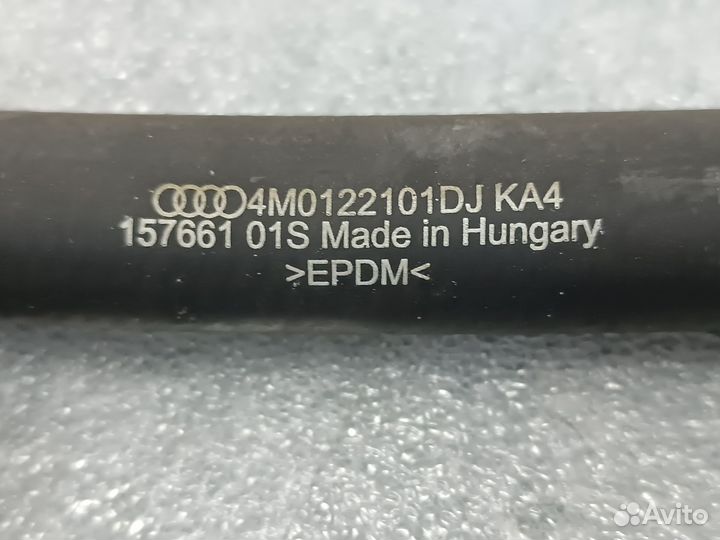 4M0122101DJ KA4
157661 01S Made in Hungary
>EPDM<
Avito